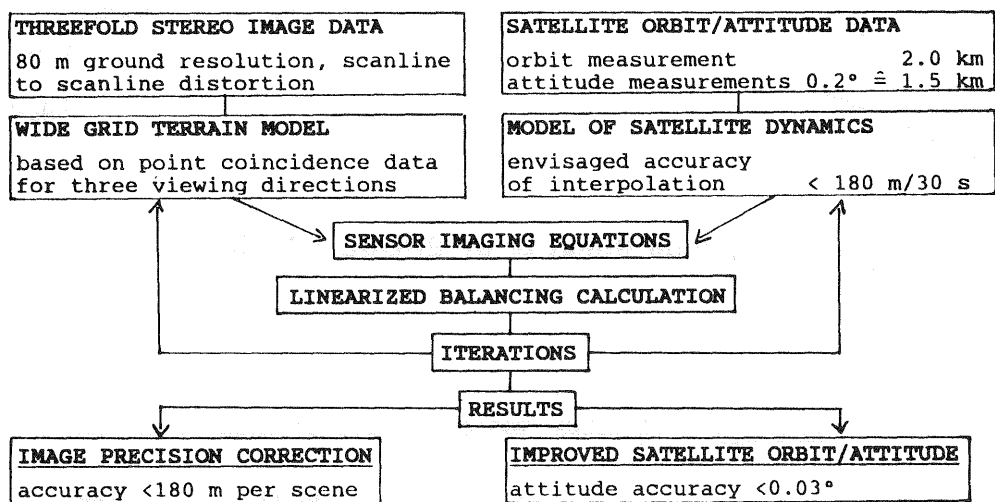 THREEFOLD STEREO IMAGE DATA
80 m ground resolution, scanline
to scanline distortion
SATELLITE ORBIT/ATTITUDE DATA
orbit measurement 2.0 km
attitude measurements 0.2° ≙ 1.5 km
WIDE GRID TERRAIN MODEL
based on point coincidence data
for three viewing directions
MODEL OF SATELLITE DYNAMICS
envisaged accuracy
of interpolation < 180 m/30 s
SENSOR IMAGING EQUATIONS
LINEARIZED BALANCING CALCULATION
ITERATIONS
RESULTS
IMAGE PRECISION CORRECTION
accuracy <180 m per scene
IMPROVED SATELLITE ORBIT/ATTITUDE
attitude accuracy <0.03°